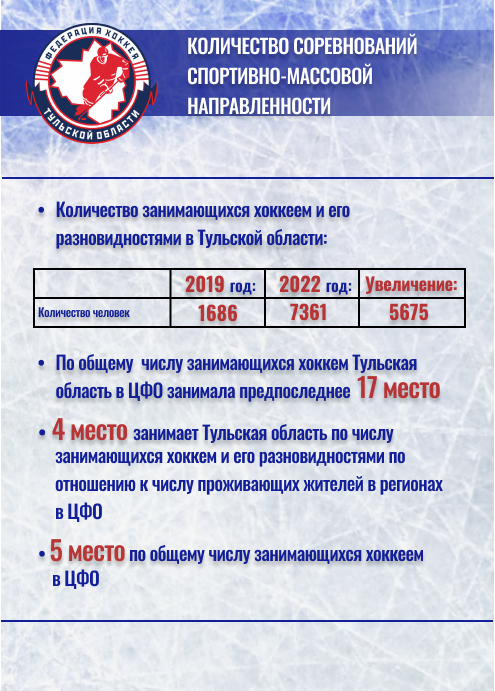 ФЕДЕРАЦИЯ ХОККЕЯ
ТУЛЬСКОЙ ОБЛАСТИ
КОЛИЧЕСТВО СОРЕВНОВАНИЙ
СПОРТИВНО-МАССОВОЙ
НАПРАВЛЕННОСТИ
• Количество занимающихся хоккеем и его
разновидностями в Тульской области:
2019 год: 2022 год: Увеличение:
Количество человек 1686 7361 5675
• По общему числу занимающихся хоккем Тульская
область в ЦФО занимала предпоследнее 17 место
• 4 место занимает Тульская область по числу
занимающихся хоккем и его разновидностями по
отношению к числу проживающих жителей в регионах
в ЦФО
• 5 место по общему числу занимающихся хоккеем
в ЦФО